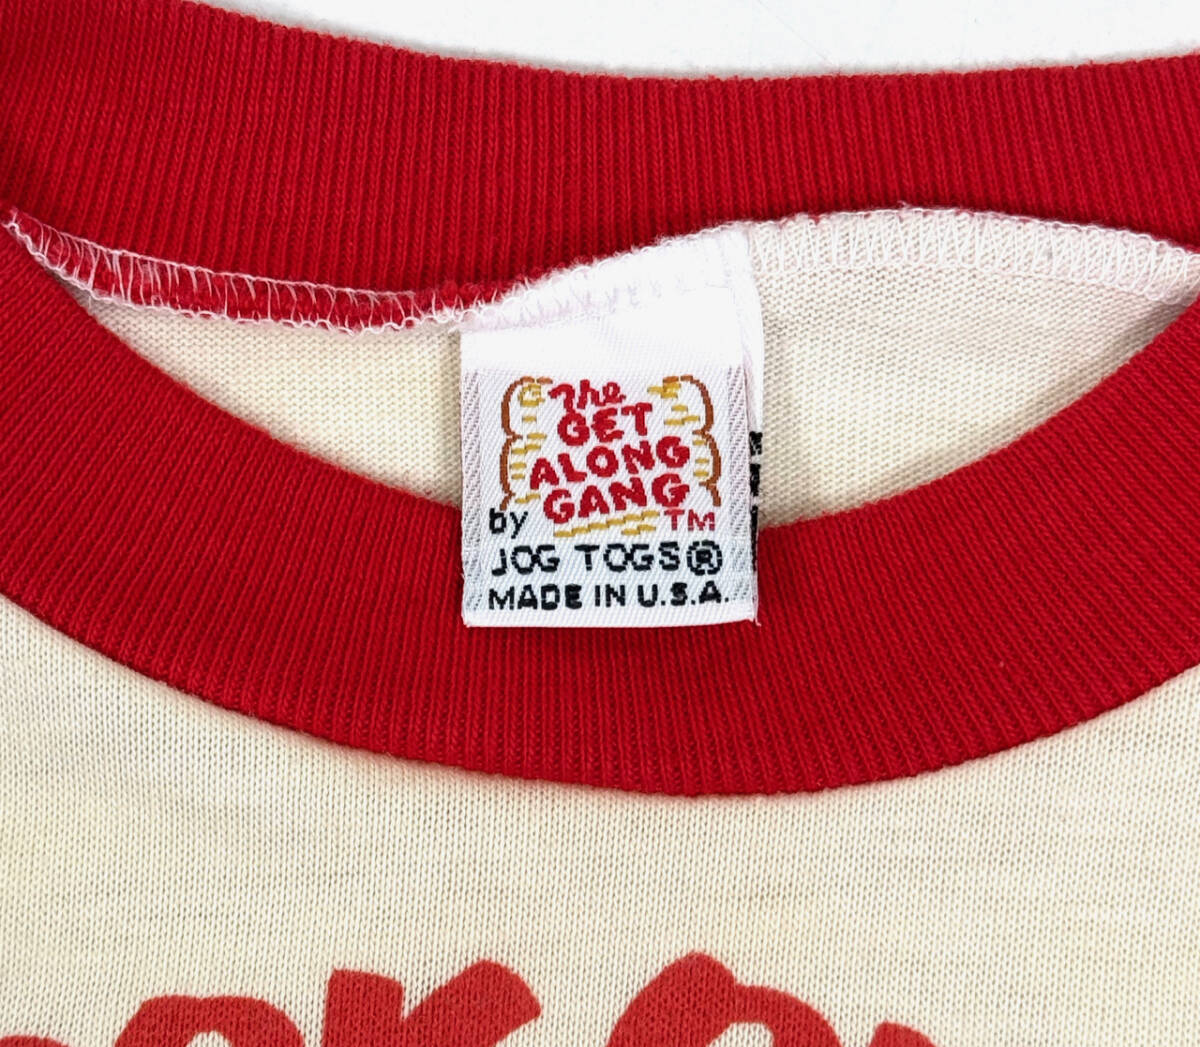 The
GET
ALONG
GANG
by TM
JOG TOGS®
MADE IN U.S.A.